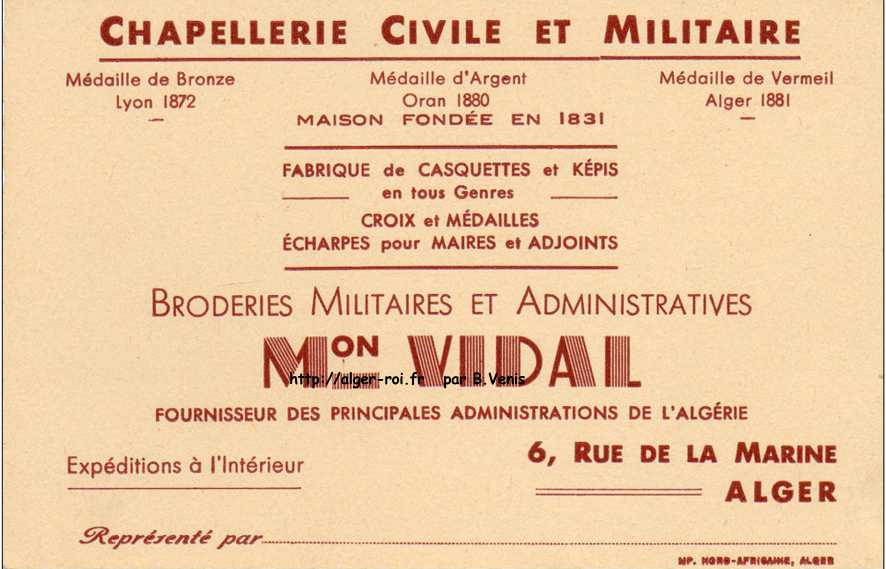 CHAPELLERIE CIVILE ET MILITAIRE
Médaille de Bronze
Lyon 1872
Médaille d'Argent
Oran 1880
Médaille de Vermeil
Alger 1881
MAISON FONDÉE EN 1831
FABRIQUE de CASQUETTES et KÉPIS
en tous Genres
CROIX et MÉDAILLES
ÉCHARPES pour MAIRES et ADJOINTS
BRODERIES MILITAIRES ET ADMINISTRATIVES
MON VIDAL
http://alger-roi.fr par B.Venis
FOURNISSEUR DES PRINCIPALES ADMINISTRATIONS DE L'ALGÉRIE
Expéditions à l'Intérieur
6, RUE DE LA MARINE
ALGER
Représenté par
MP. NORD-AFRICAINE, ALGER